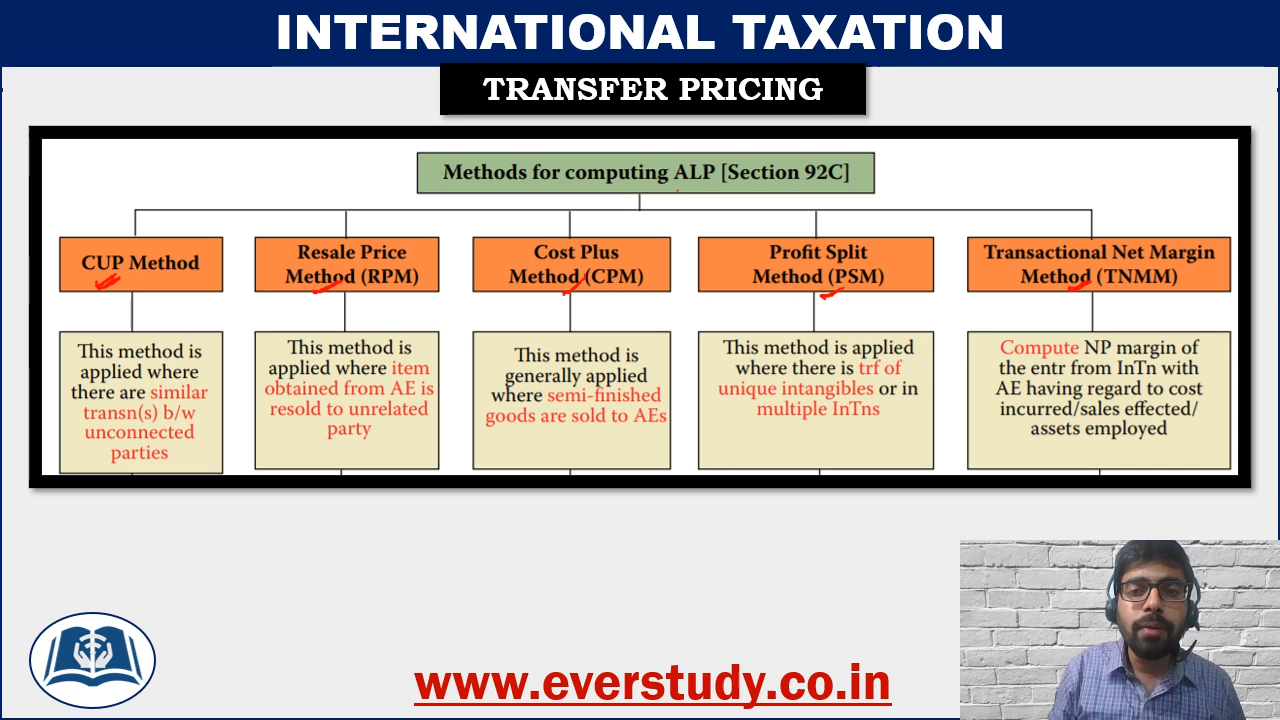 INTERNATIONAL TAXATION
TRANSFER PRICING
Methods for computing ALP [Section 92C]
CUP Method
Resale Price
Method (RPM)
Cost Plus
Method (CPM)
Profit Split
Method (PSM)
Transactional Net Margin
Method (TNMM)
This method is
applied where
there are similar
transn(s) b/w
unconnected
parties
This method is
applied where item
obtained from AE is
resold to unrelated
party
This method is
generally applied
where semi-finished
goods are sold to AEs
This method is applied
where there is trf of
unique intangibles or in
multiple InTns
Compute NP margin of
the entr from InTn with
AE having regard to cost
incurred/sales effected/
assets employed
www.everstudy.co.in